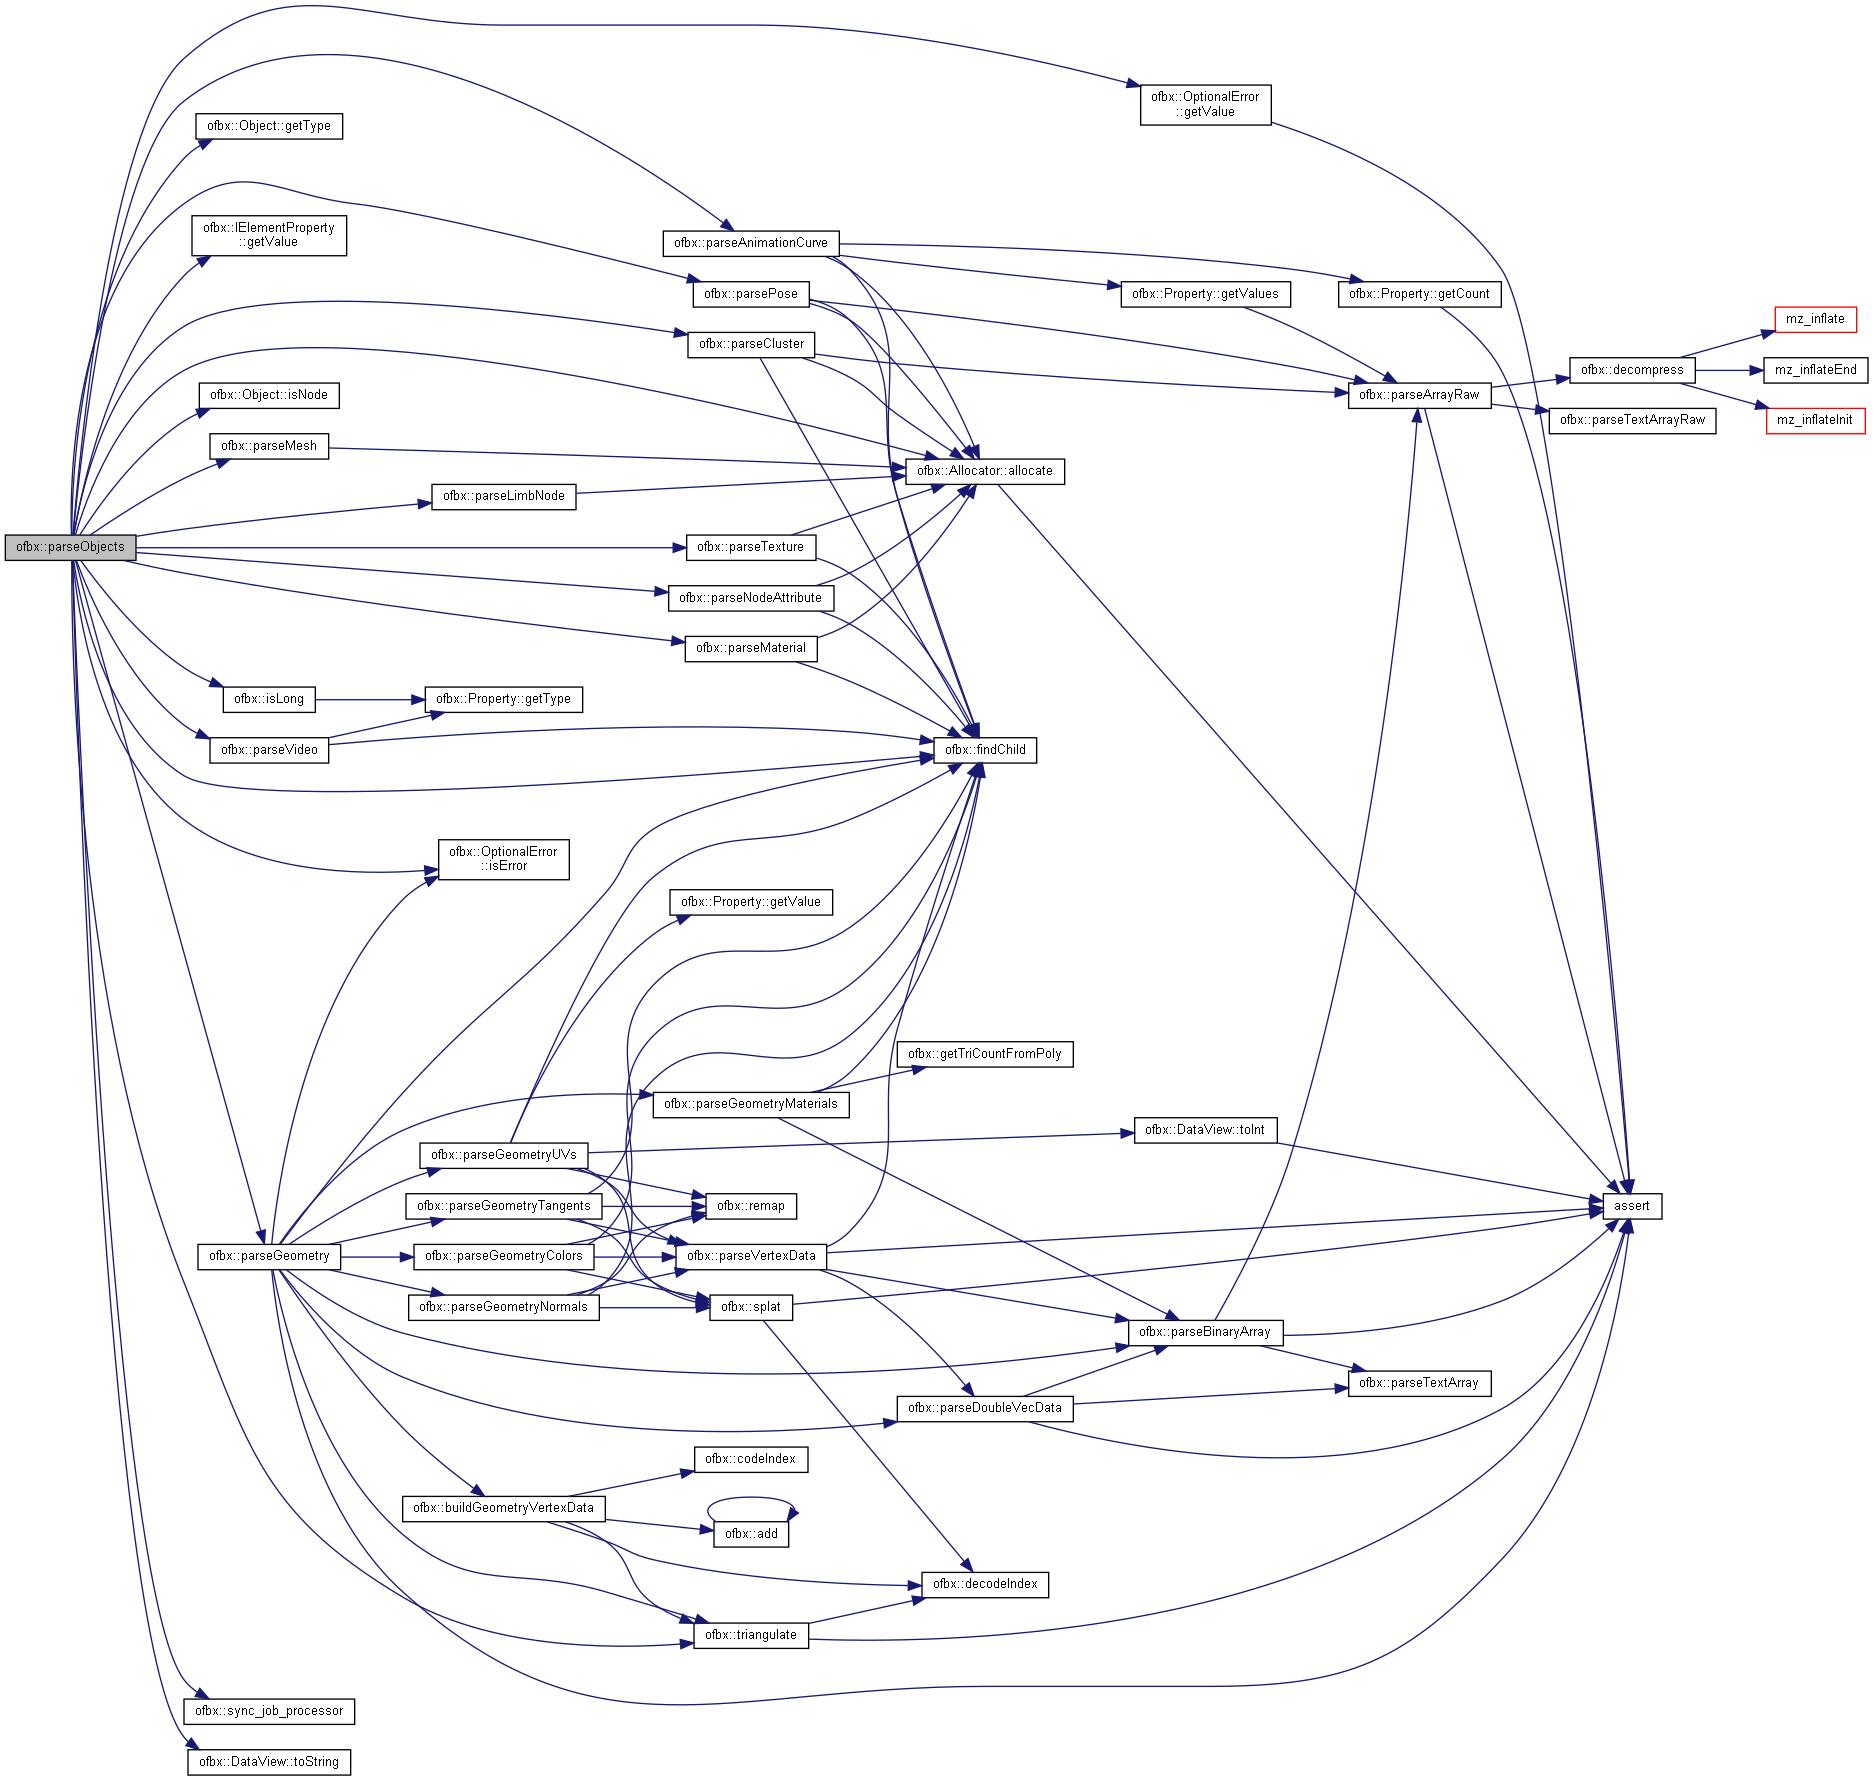 ofbx::OptionalError
::getValue
ofbx::Object::getType
ofbx::IElementProperty
::getValue
ofbx::parseAnimationCurve
ofbx::parsePose
ofbx::Property::getValues
ofbx::Property::getCount
mz_inflate
ofbx::parseCluster
ofbx::decompress
mz_inflateEnd
ofbx::Object::isNode
ofbx::parseArrayRaw
ofbx::parseTextArrayRaw
mz_inflateInit
ofbx::parseMesh
ofbx::Allocator::allocate
ofbx::parseLimbNode
ofbx::parseObjects
ofbx::parseTexture
ofbx::parseNodeAttribute
ofbx::parseMaterial
ofbx::isLong
ofbx::Property::getType
ofbx::parseVideo
ofbx::findChild
ofbx::OptionalError
::isError
ofbx::Property::getValue
ofbx::getTriCountFromPoly
ofbx::parseGeometryMaterials
ofbx::DataView::toInt
ofbx::parseGeometryUVs
ofbx::parseGeometryTangents
ofbx::remap
assert
ofbx::parseGeometry
ofbx::parseGeometryColors
ofbx::parseVertexData
ofbx::parseGeometryNormals
ofbx::splat
ofbx::parseBinaryArray
ofbx::parseTextArray
ofbx::parseDoubleVecData
ofbx::codeIndex
ofbx::buildGeometryVertexData
ofbx::add
ofbx::decodeIndex
ofbx::triangulate
ofbx::sync_job_processor
ofbx::DataView::toString